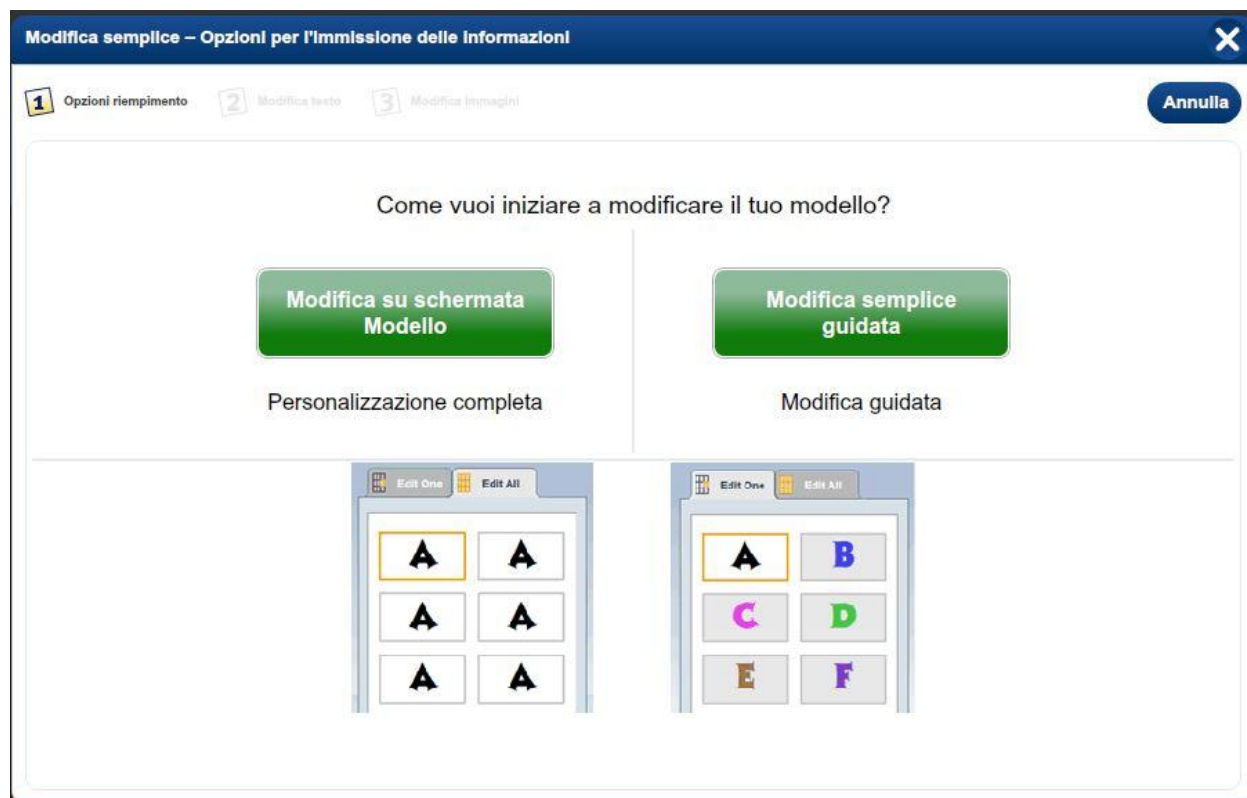 Modifica semplice – Opzioni per l'immissione delle informazioni
1 Opzioni riempimento 2 Modifica testo 3 Modifica immagini
Annulla
Come vuoi iniziare a modificare il tuo modello?
Modifica su schermata
Modello
Modifica semplice
guidata
Personalizzazione completa
Modifica guidata
Edit One Edit All
A A
A A
A A
Edit One Edit All
A B
C D
E F